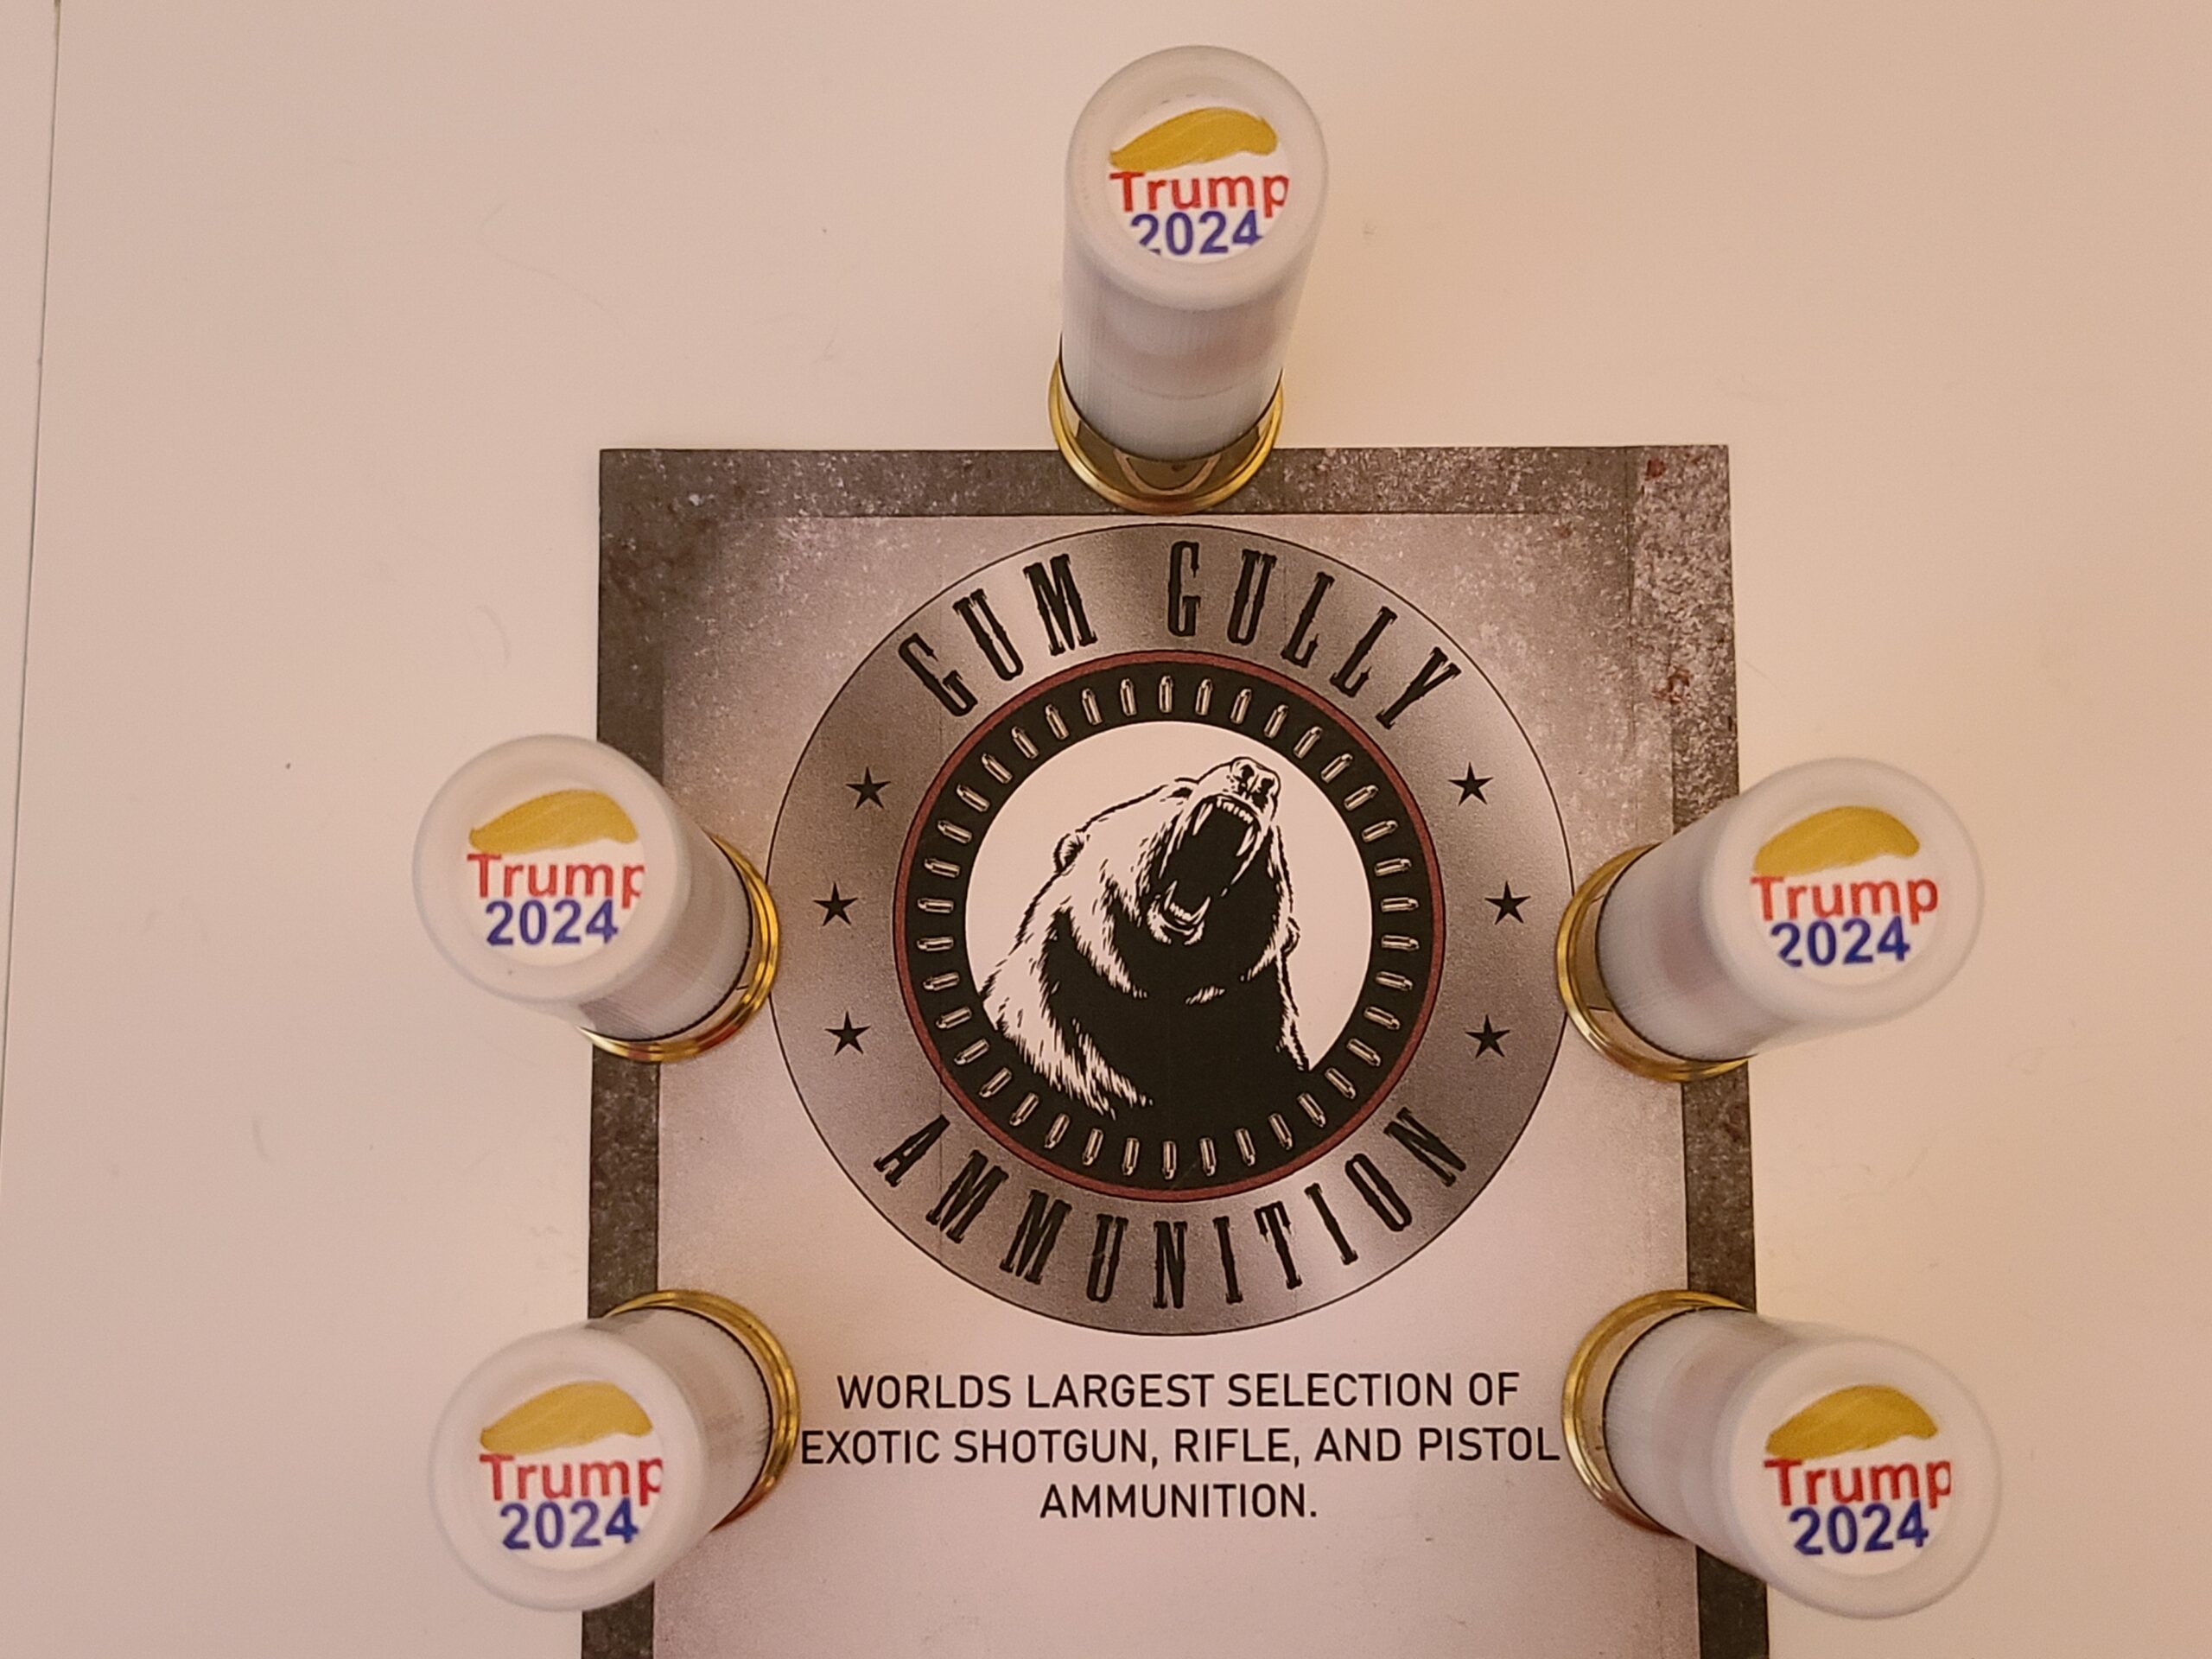 Trump
2024
GUM GULLY
Trump
2024
Trump
2024
AMMUNITION
WORLDS LARGEST SELECTION OF
EXOTIC SHOTGUN, RIFLE, AND PISTOL
AMMUNITION.
Trump
2024
Trump
2024